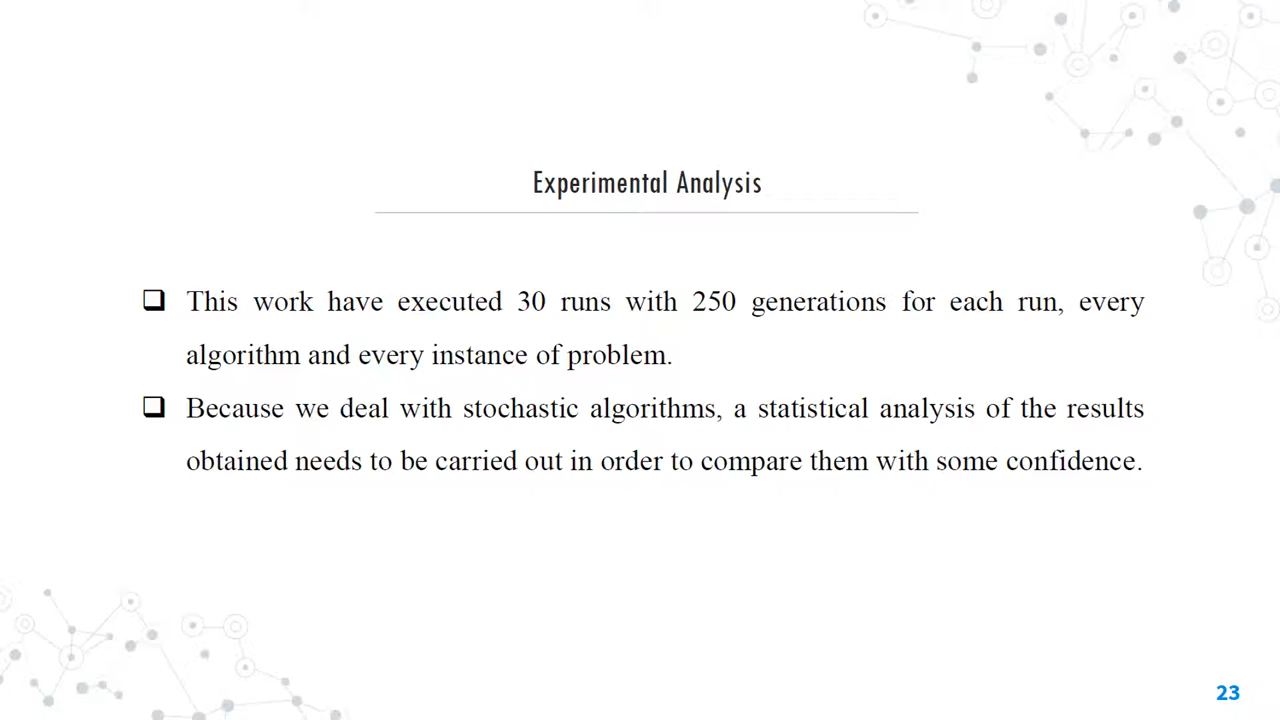 Experimental Analysis
This work have executed 30 runs with 250 generations for each run, every
algorithm and every instance of problem.
Because we deal with stochastic algorithms, a statistical analysis of the results
obtained needs to be carried out in order to compare them with some confidence.
23